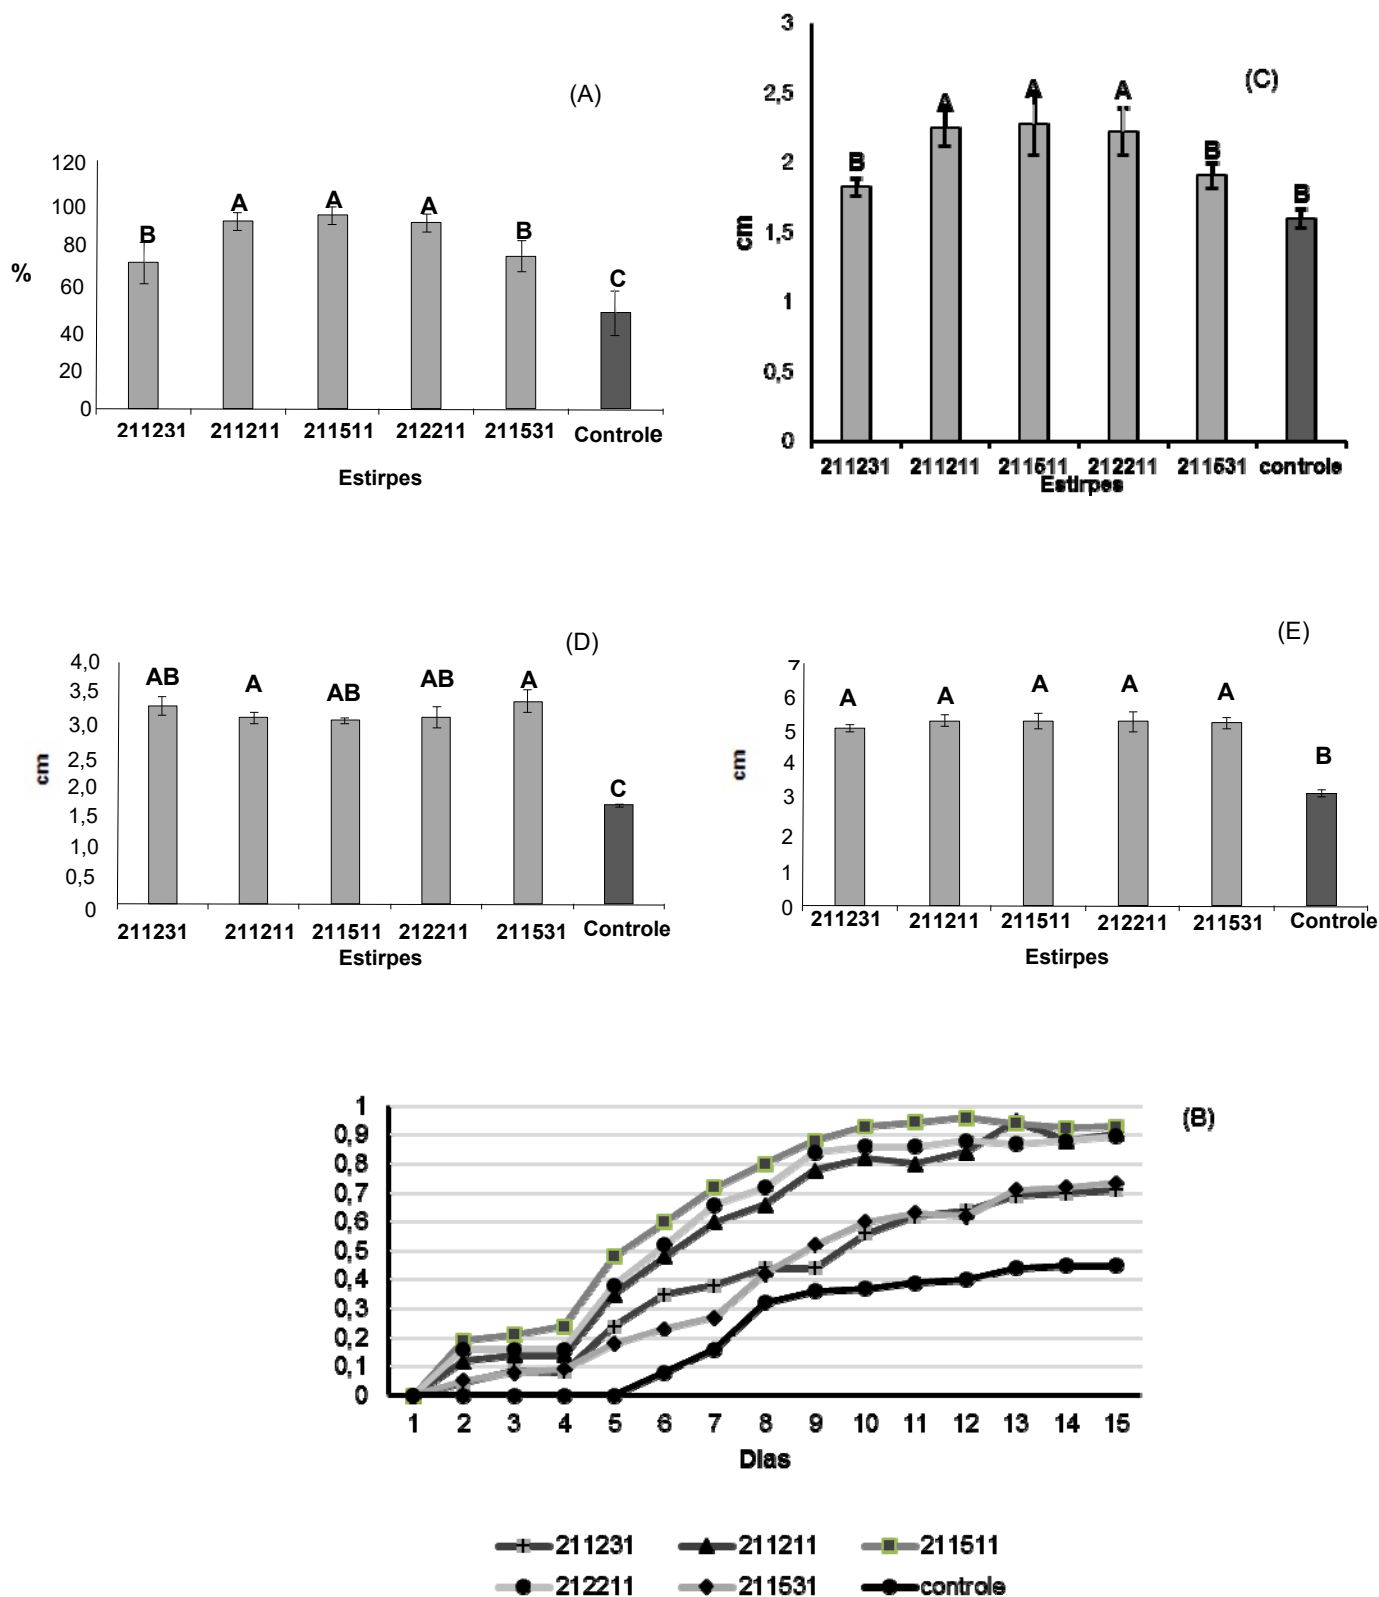 (A)
120
100
80
60
40
20
0
%
B
A
A
A
B
C
211231 211211 211511 212211 211531 Controle
Estirpes
(C)
3
2,5
2
1,5
1
0,5
0
cm
B
A
A
A
B
B
211231 211211 211511 212211 211531 controle
Estirpes
(D)
4,0
3,5
3,0
2,5
2,0
1,5
1,0
0,5
0
cm
AB
A
AB
AB
A
C
211231 211211 211511 212211 211531 Controle
Estirpes
(E)
7
6
5
4
3
2
1
0
cm
A
A
A
A
A
B
211231 211211 211511 212211 211531 Controle
Estirpes
(B)
1
0,9
0,8
0,7
0,6
0,5
0,4
0,3
0,2
0,1
0
1 2 3 4 5 6 7 8 9 10 11 12 13 14 15
Dias
211231 211211 211511
212211 211531 controle